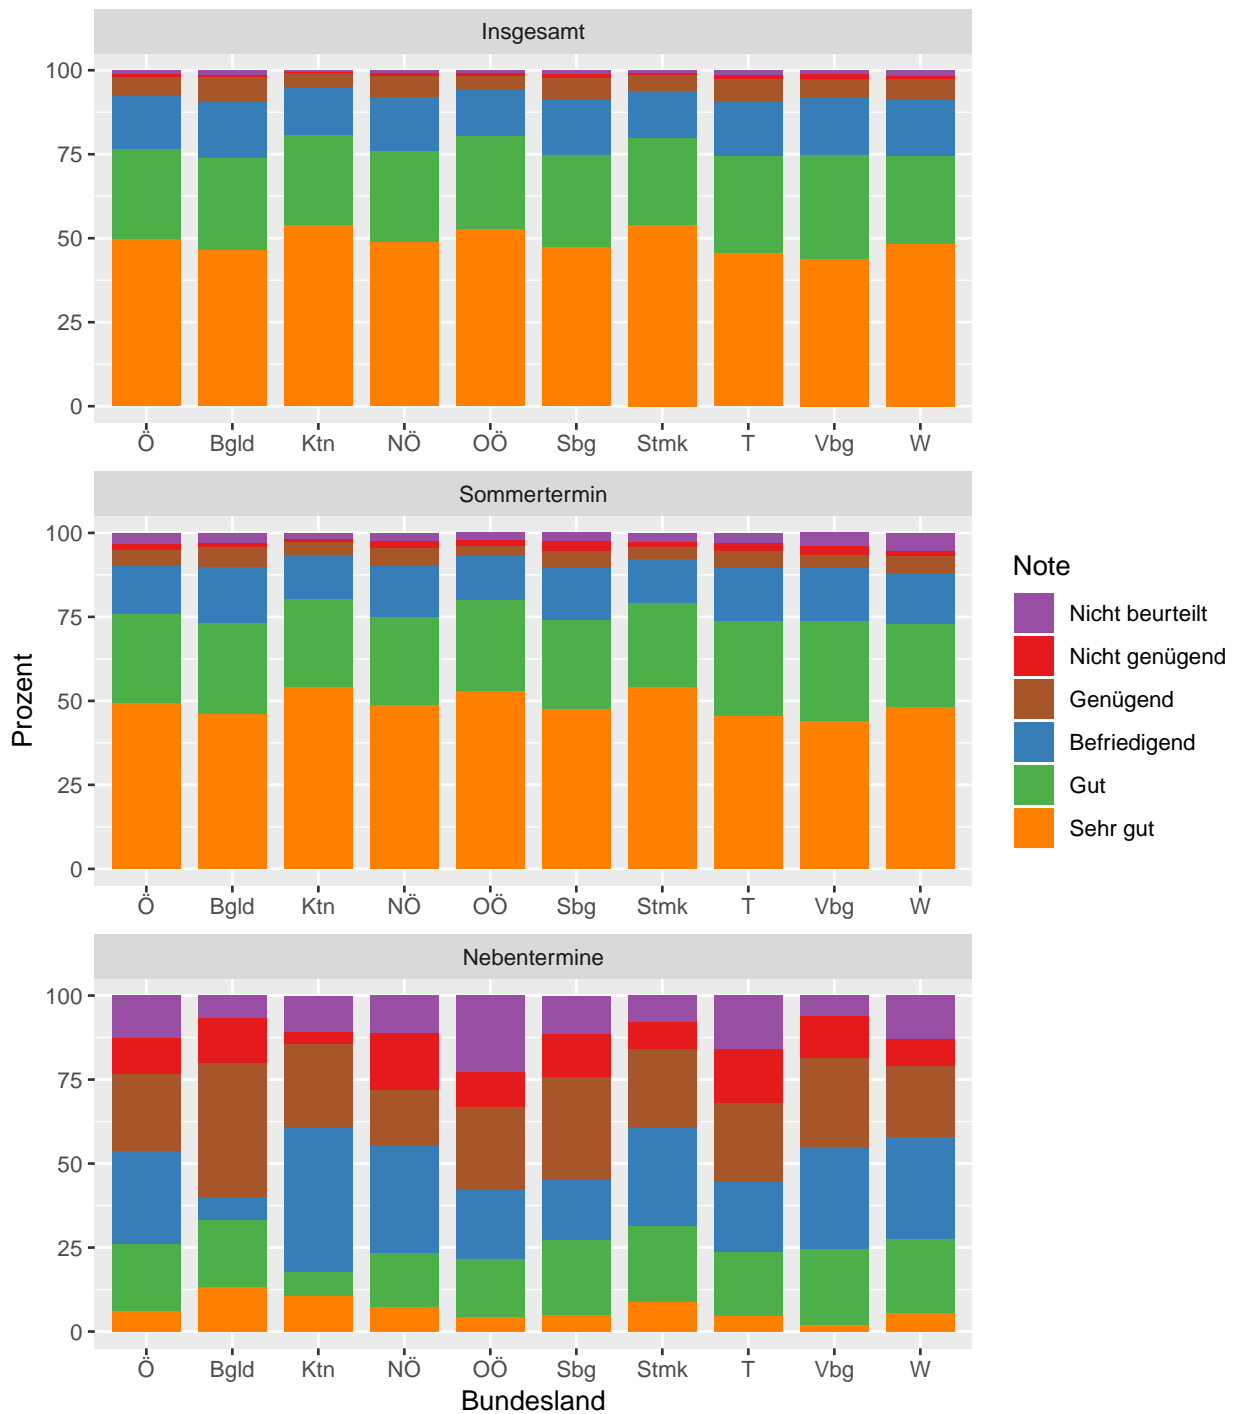 Insgesamt
100
75
50
25
0
Ö Bgld Ktn NÖ OÖ Sbg Stmk T Vbg W
Sommertermin
100
75
50
25
0
Ö Bgld Ktn NÖ OÖ Sbg Stmk T Vbg W
Nebentermine
100
75
50
25
0
Ö Bgld Ktn NÖ OÖ Sbg Stmk T Vbg W
Bundesland
Prozent
Note
Nicht beurteilt
Nicht genügend
Genügend
Befriedigend
Gut
Sehr gut